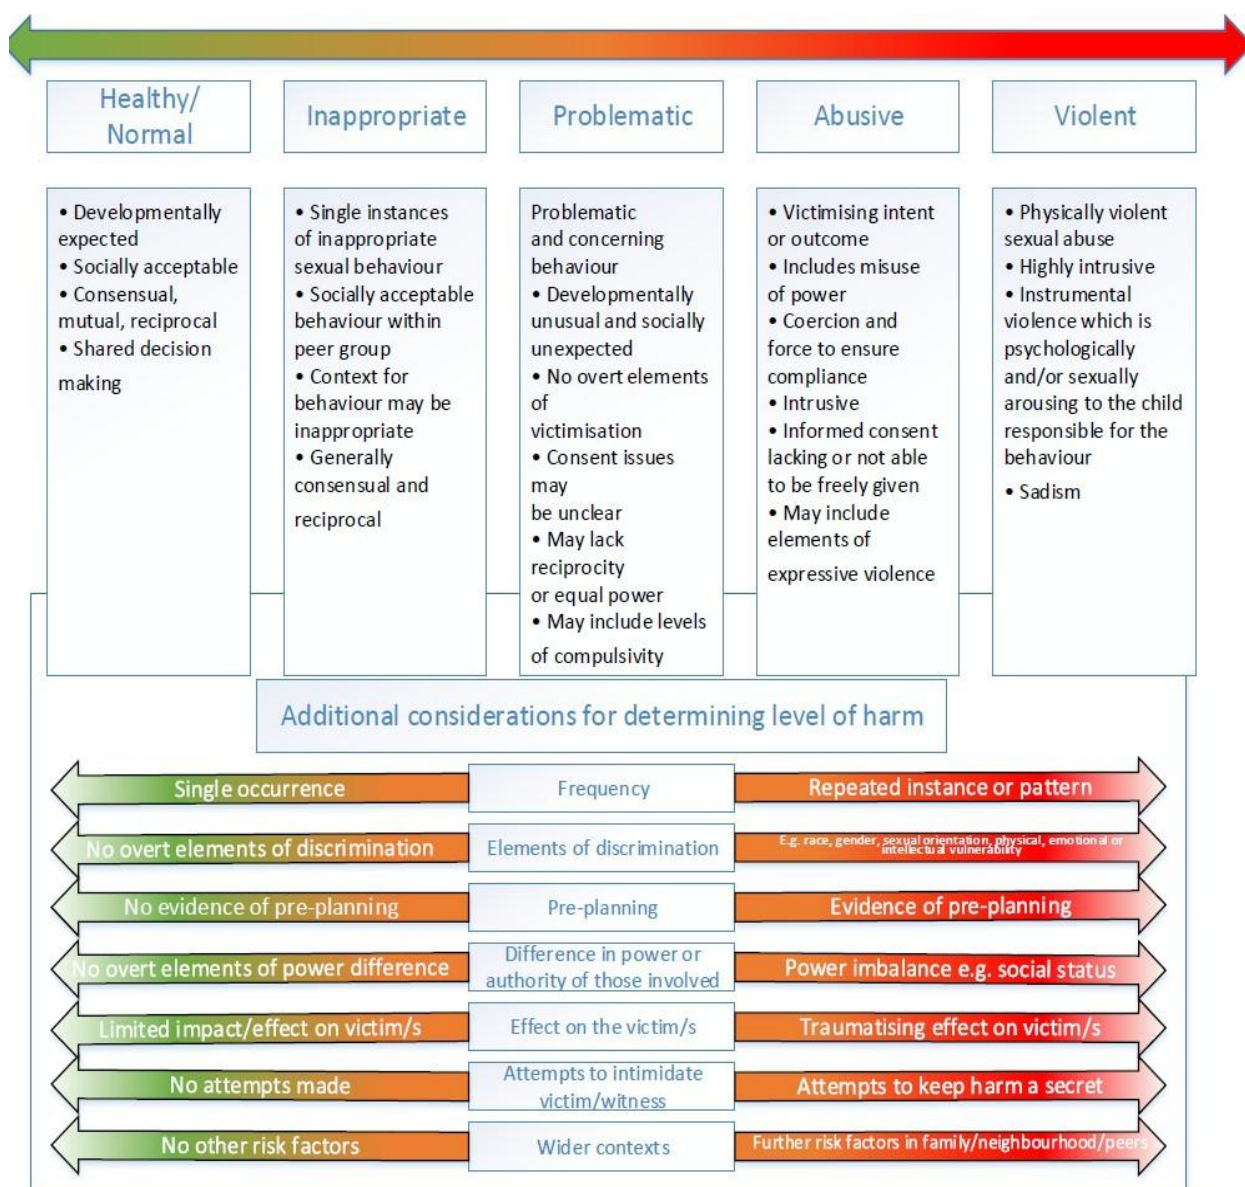 Healthy/
Normal
Inappropriate
Problematic
Abusive
Violent
• Developmentally
expected
• Socially acceptable
• Consensual,
mutual, reciprocal
• Shared decision
making
• Single instances
of inappropriate
sexual behaviour
• Socially acceptable
behaviour within
peer group
• Context for
behaviour may be
inappropriate
• Generally
consensual and
reciprocal
Problematic
and concerning
behaviour
• Developmentally
unusual and socially
unexpected
• No overt elements
of
victimisation
• Consent issues
may
be unclear
• May lack
reciprocity
or equal power
• May include levels
of compulsivity
• Victimising intent
or outcome
• Includes misuse
of power
• Coercion and
force to ensure
compliance
• Intrusive
• Informed consent
lacking or not able
to be freely given
• May include
elements of
expressive violence
• Physically violent
sexual abuse
• Highly intrusive
• Instrumental
violence which is
psychologically
and/or sexually
arousing to the child
responsible for the
behaviour
• Sadism
Additional considerations for determining level of harm
Single occurrence
Frequency
Repeated instance or pattern
No overt elements of discrimination
Elements of discrimination
E.g. race, gender, sexual orientation, physical, emotional or
intellectual vulnerability
No evidence of pre-planning
Pre-planning
Evidence of pre-planning
No overt elements of power difference
Difference in power or
authority of those involved
Power imbalance e.g. social status
Limited impact/effect on victim/s
Effect on the victim/s
Traumatising effect on victim/s
No attempts made
Attempts to intimidate
victim/witness
Attempts to keep harm a secret
No other risk factors
Wider contexts
Further risk factors in family/neighbourhood/peers